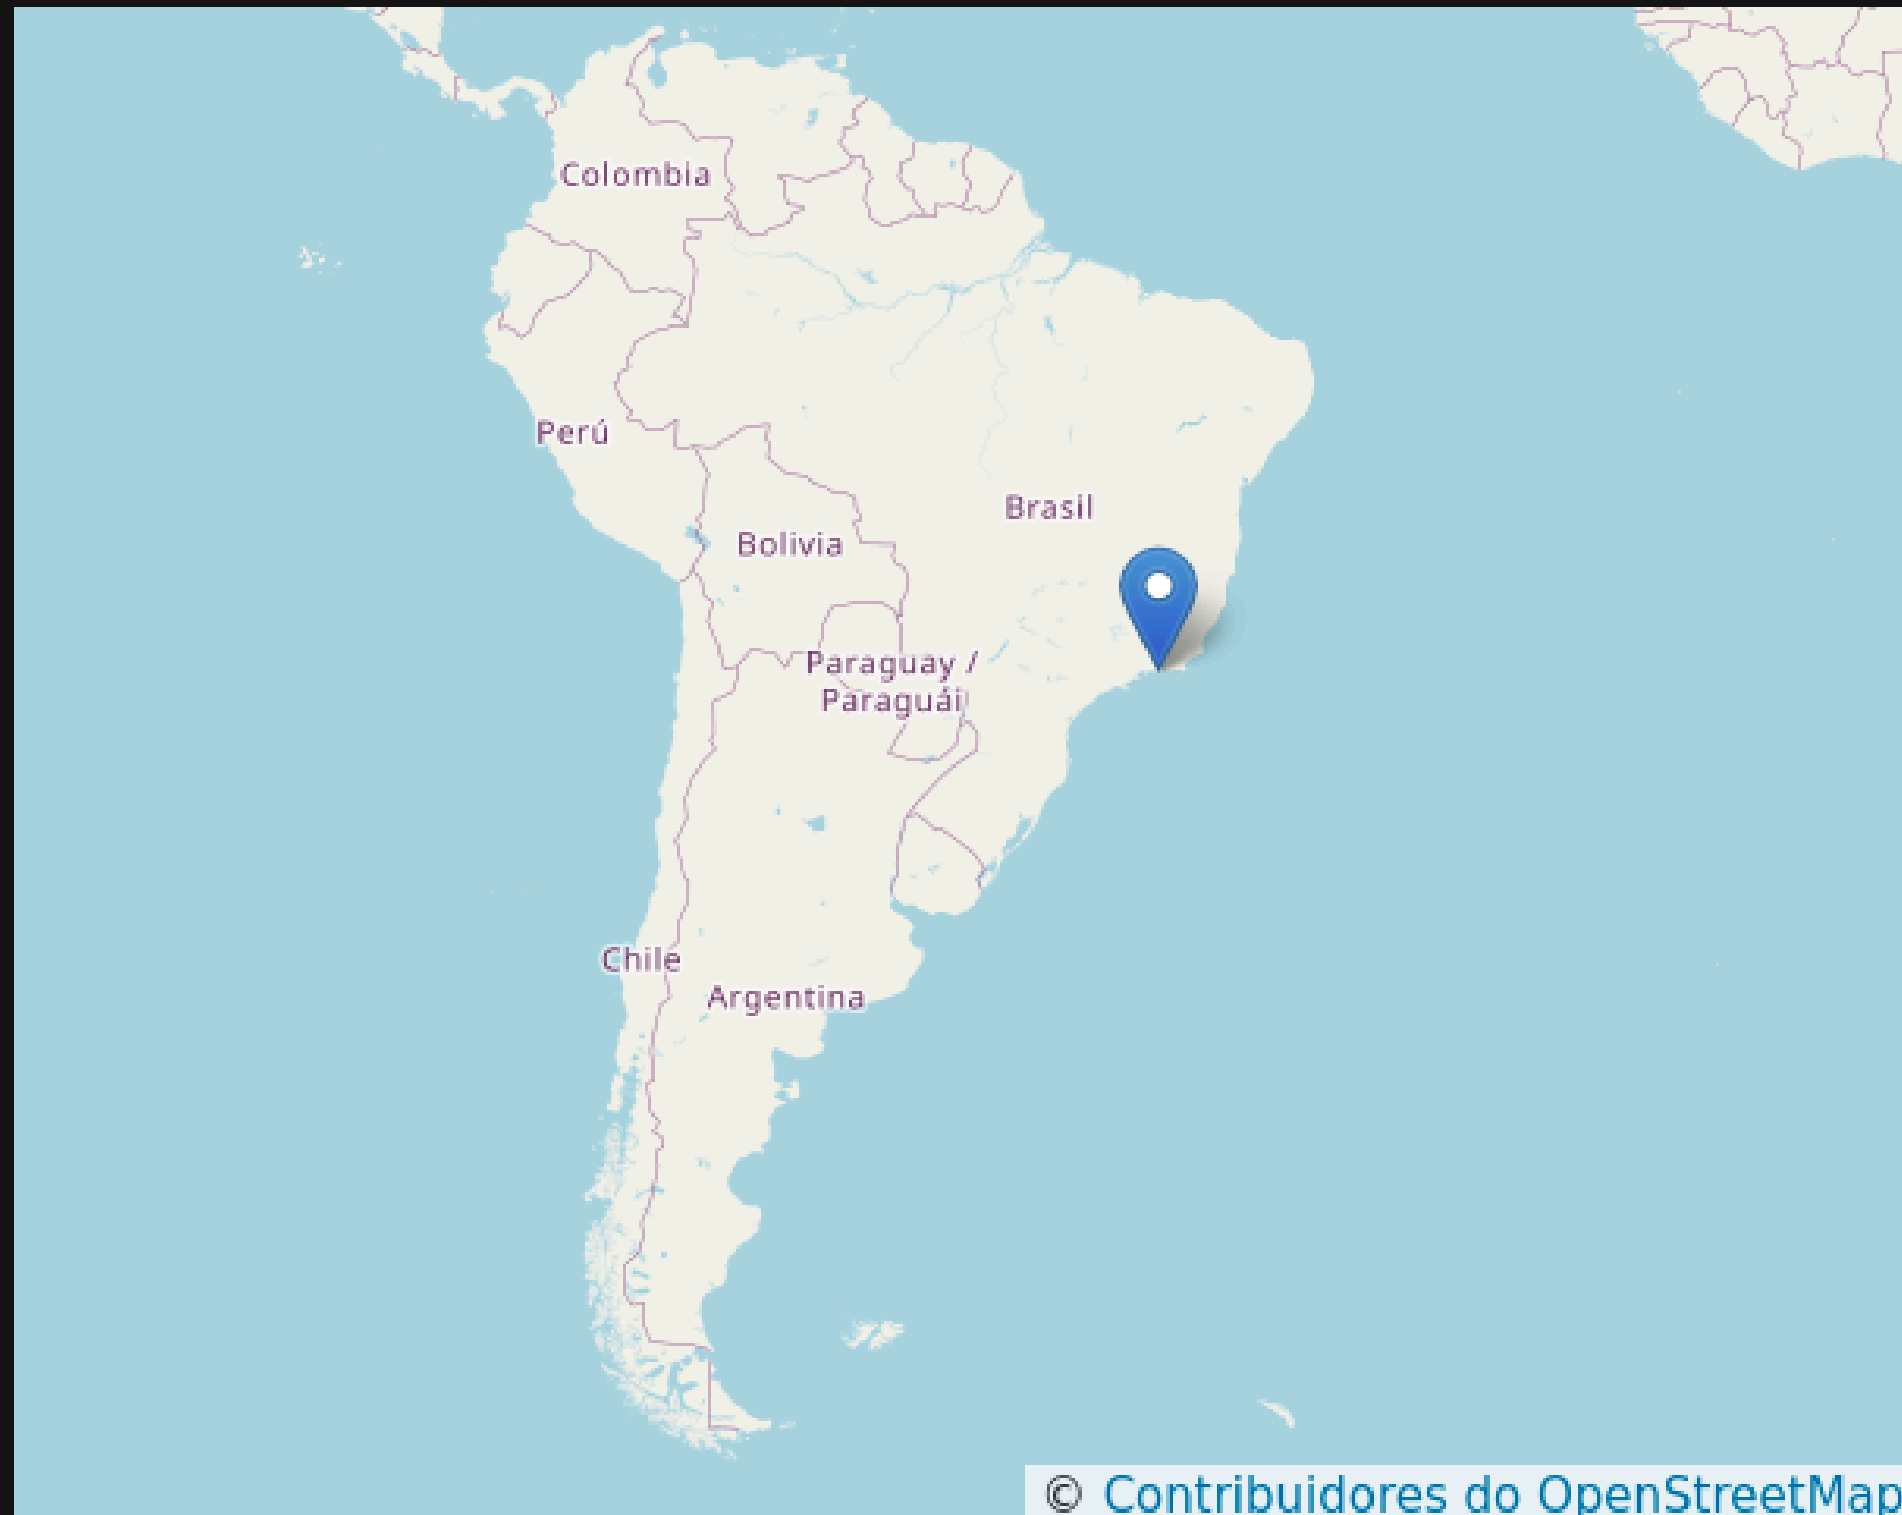 Colombia
Perú
Brasil
Bolivia
Paraguay /
Paraguái
Chile
Argentina
© Contribuidores do OpenStreetMap